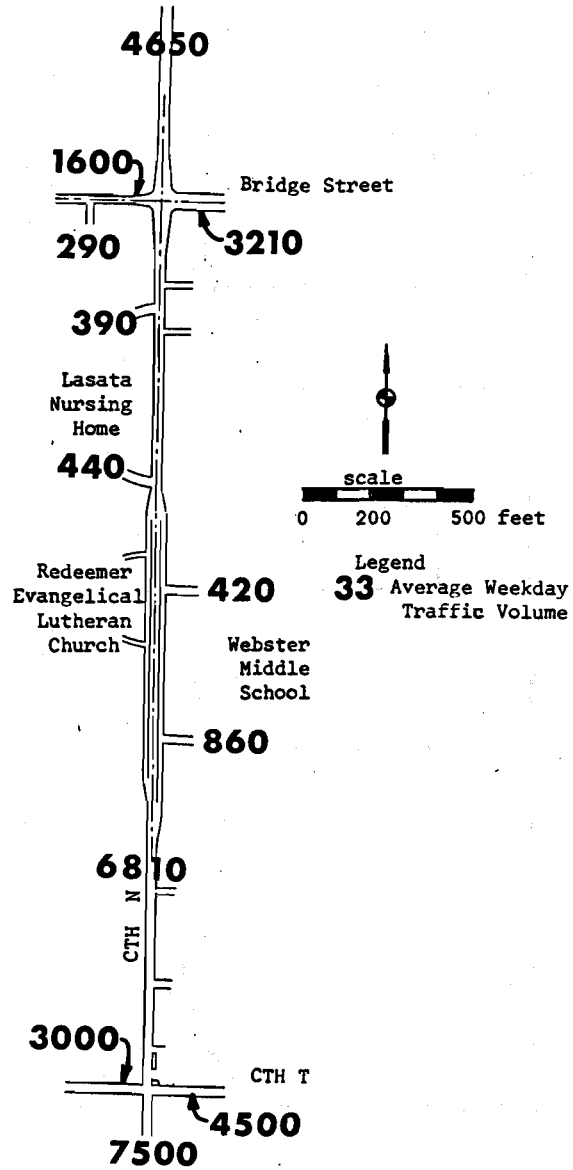 4650
1600
Bridge Street
290
3210
390
Lasata
Nursing
Home
440
scale
0 200 500 feet
Legend
33 Average Weekday
Traffic Volume
Redeemer
Evangelical
Lutheran
Church
420
Webster
Middle
School
860
6810
CTH N
3000
CTH T
4500
7500